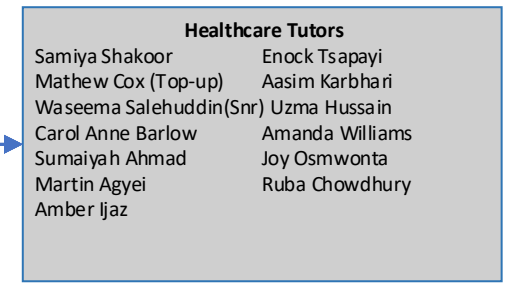 Healthcare Tutors
Samiya Shakoor Enock Tsapayi
Mathew Cox (Top-up) Aasim Karbhari
Waseema Salehuddin(Snr) Uzma Hussain
Carol Anne Barlow Amanda Williams
Sumaiyah Ahmad Joy Osmwonta
Martin Agyei Ruba Chowdhury
Amber Ijaz